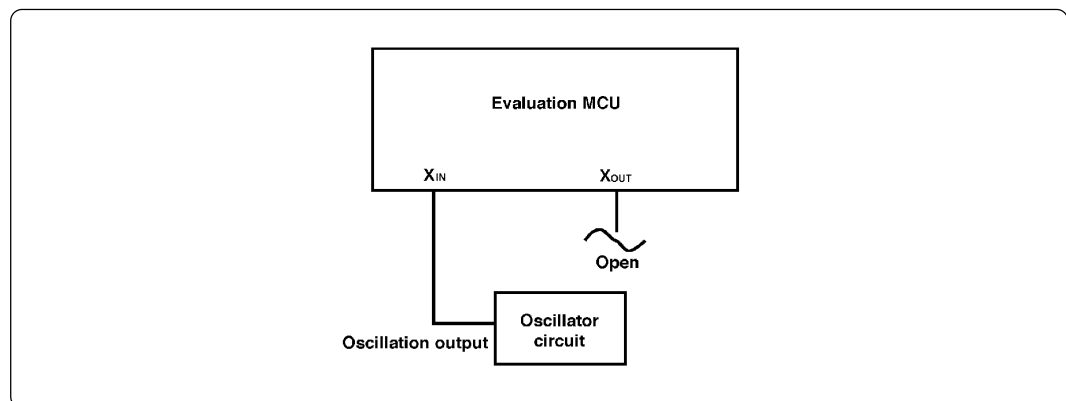 Evaluation MCU
XIN
XOUT
Open
Oscillator
circuit
Oscillation output